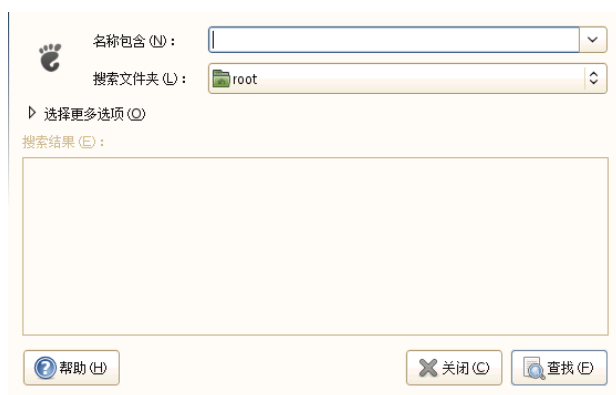 名称包含(N)：
搜索文件夹(L)： root
选择更多选项(O)
搜索结果(E)：
帮助(H) 关闭(C) 查找(F)